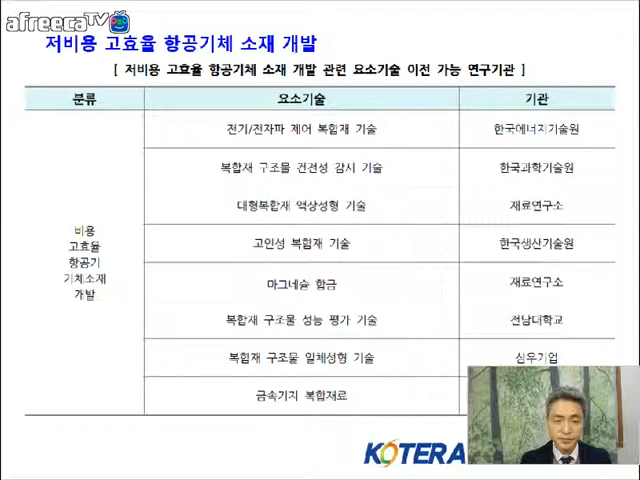 afreecaTV
저비용 고효율 항공기체 소재 개발
[ 저비용 고효율 항공기체 소재 개발 관련 요소기술 이전 가능 연구기관 ]
분류 요소기술 기관
전기/전자파 제어 복합재 기술 한국에너지기술원
복합재 구조물 건전성 감시 기술 한국과학기술원
대형복합재 액상성형 기술 재료연구소
비용
고효율
항공기
기체소재
개발
고인성 복합재 기술 한국생산기술원
마그네슘 합금 재료연구소
복합재 구조물 성능 평가 기술 전남대학교
복합재 구조물 일체성형 기술 심우기업
금속기지 복합재료
KOTERA